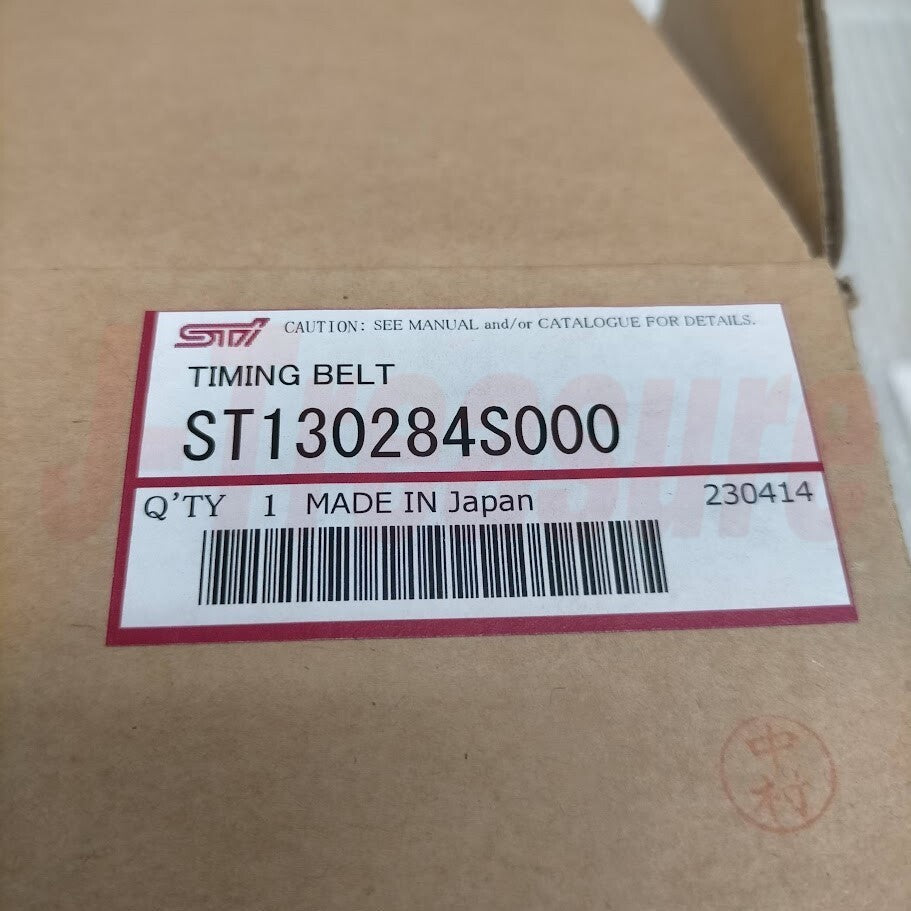 STI CAUTION: SEE MANUAL and/or CATALOGUE FOR DETAILS.
TIMING BELT
ST130284S000
Q'TY 1 MADE IN Japan 230414
J-Treasure
中村